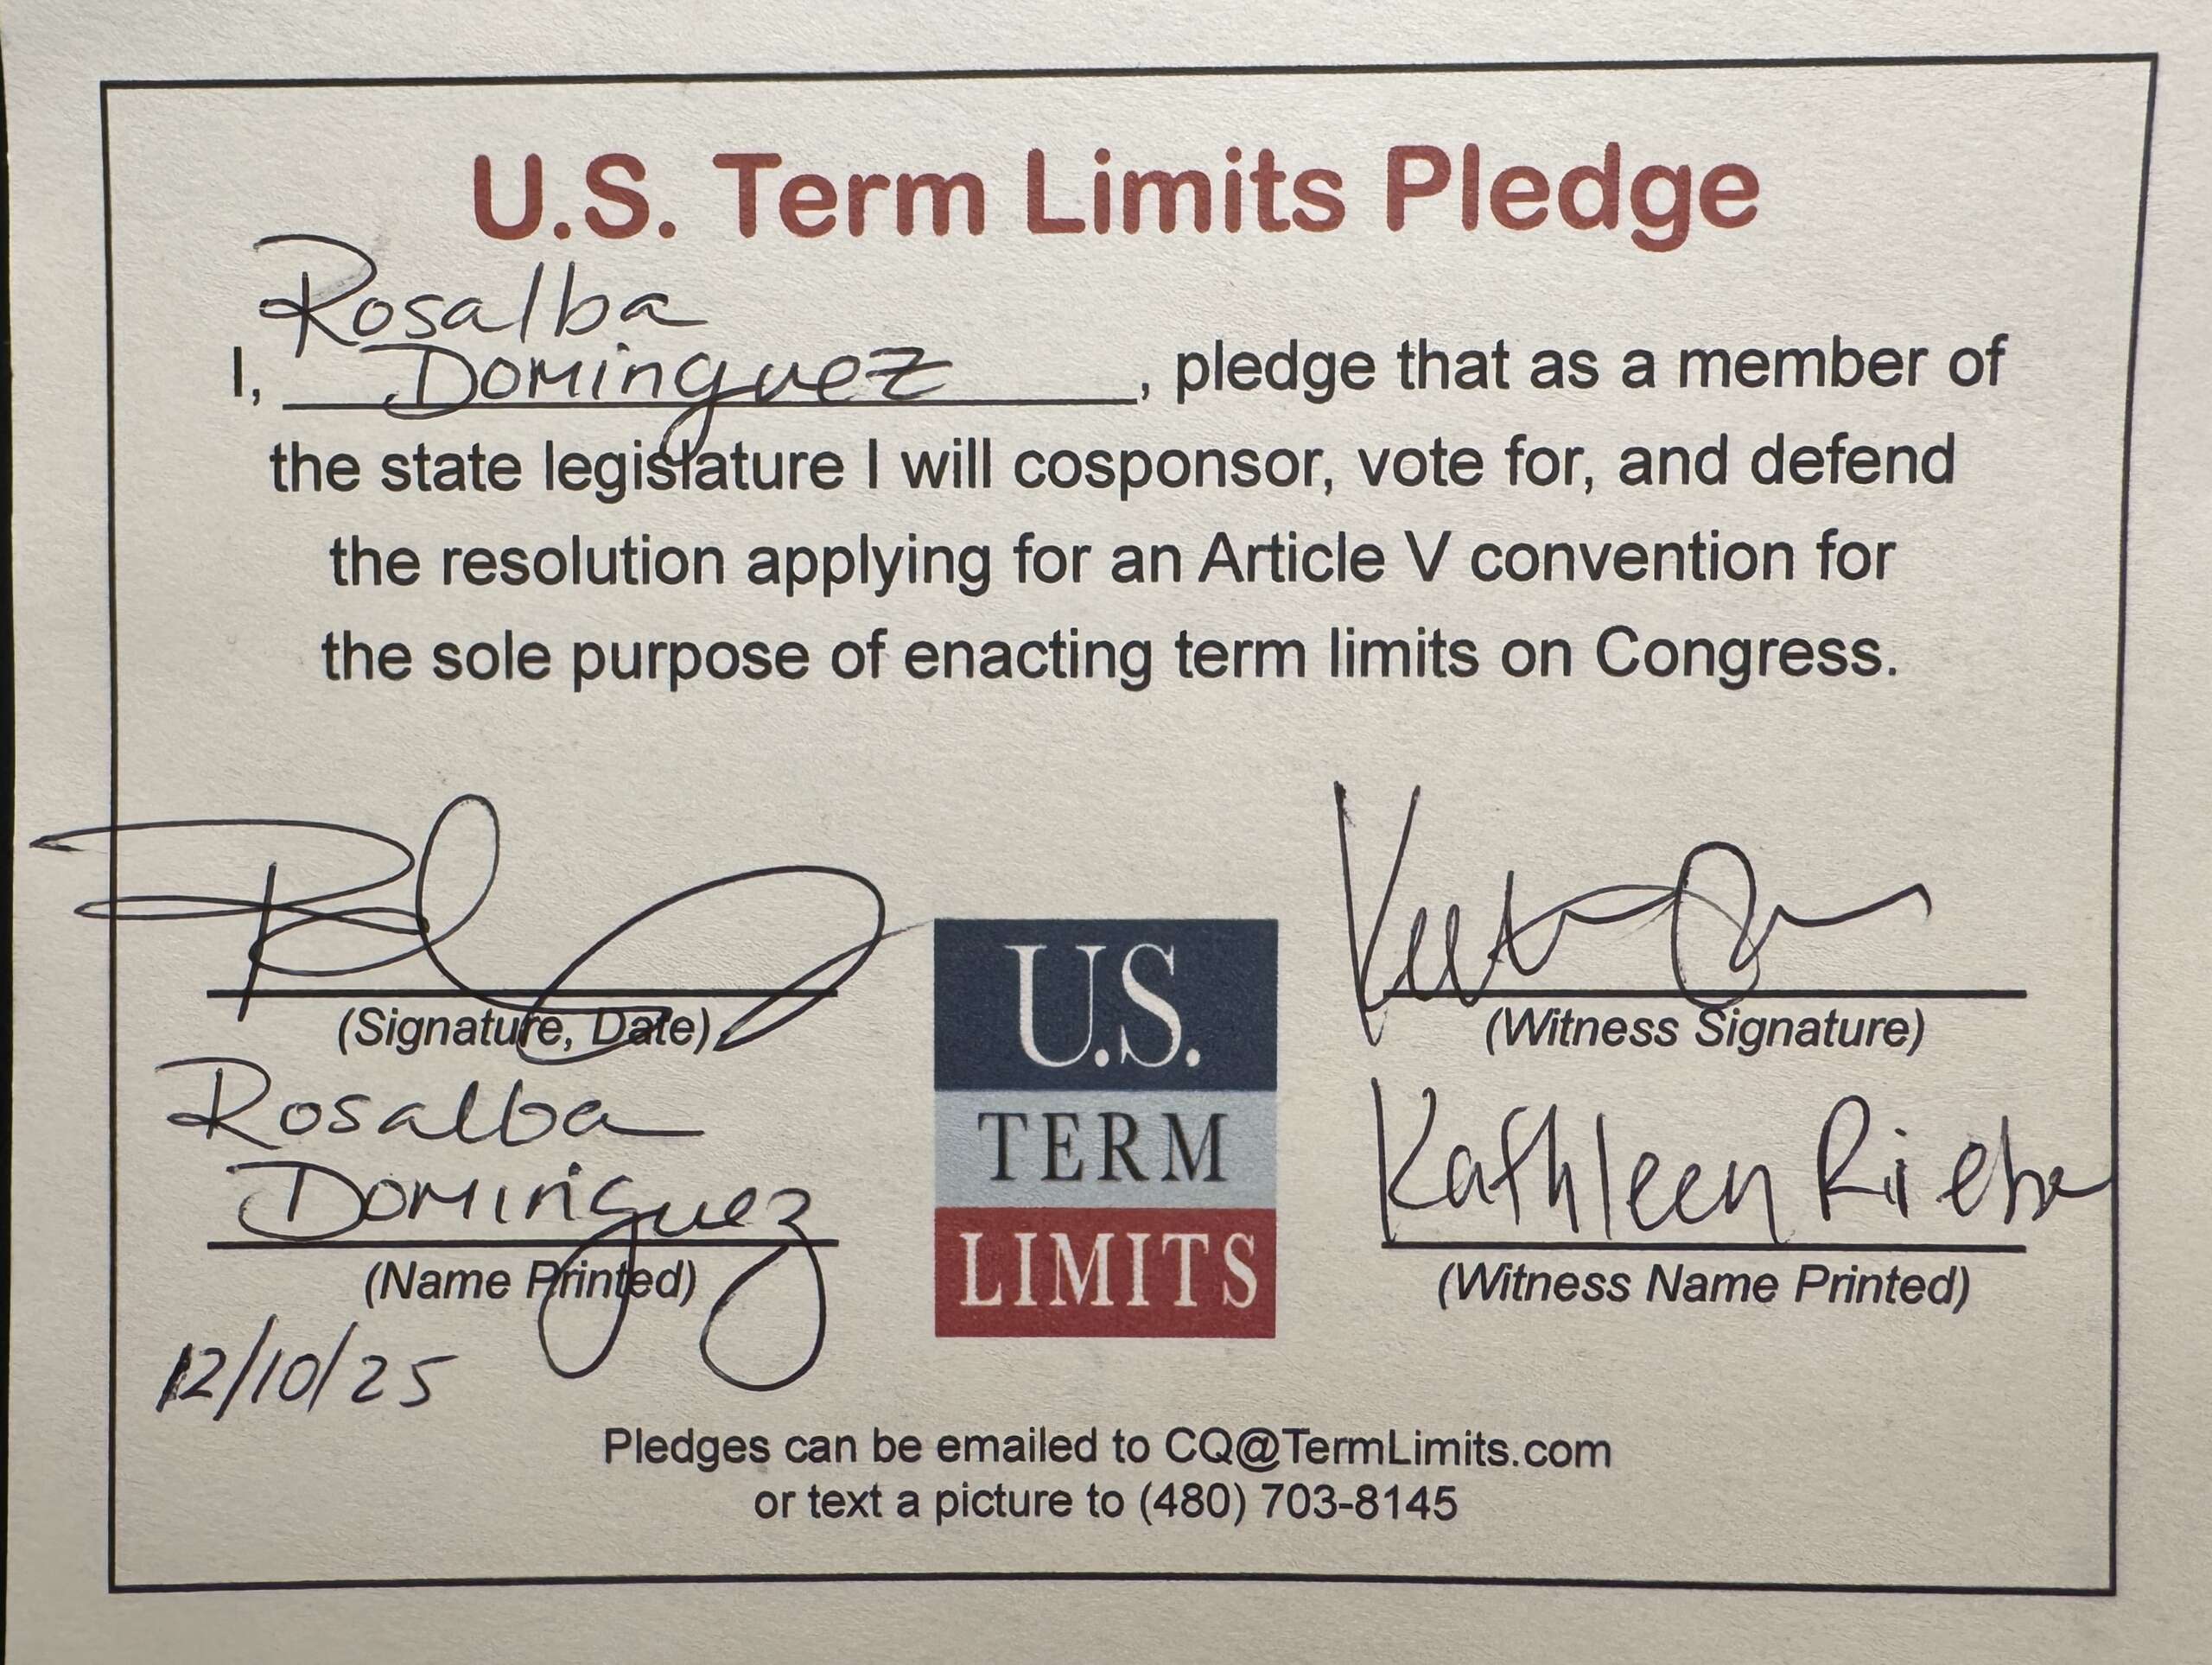 U.S. Term Limits Pledge
Rosalba
I, Dominguez, pledge that as a member of
the state legislature I will cosponsor, vote for, and defend
the resolution applying for an Article V convention for
the sole purpose of enacting term limits on Congress.
(Signature, Date)
Rosalba
Dominguez
(Name Printed)
12/10/25
U.S.
TERM
LIMITS
(Witness Signature)
Kathleen Riebe
(Witness Name Printed)
Pledges can be emailed to CQ@TermLimits.com
or text a picture to (480) 703-8145